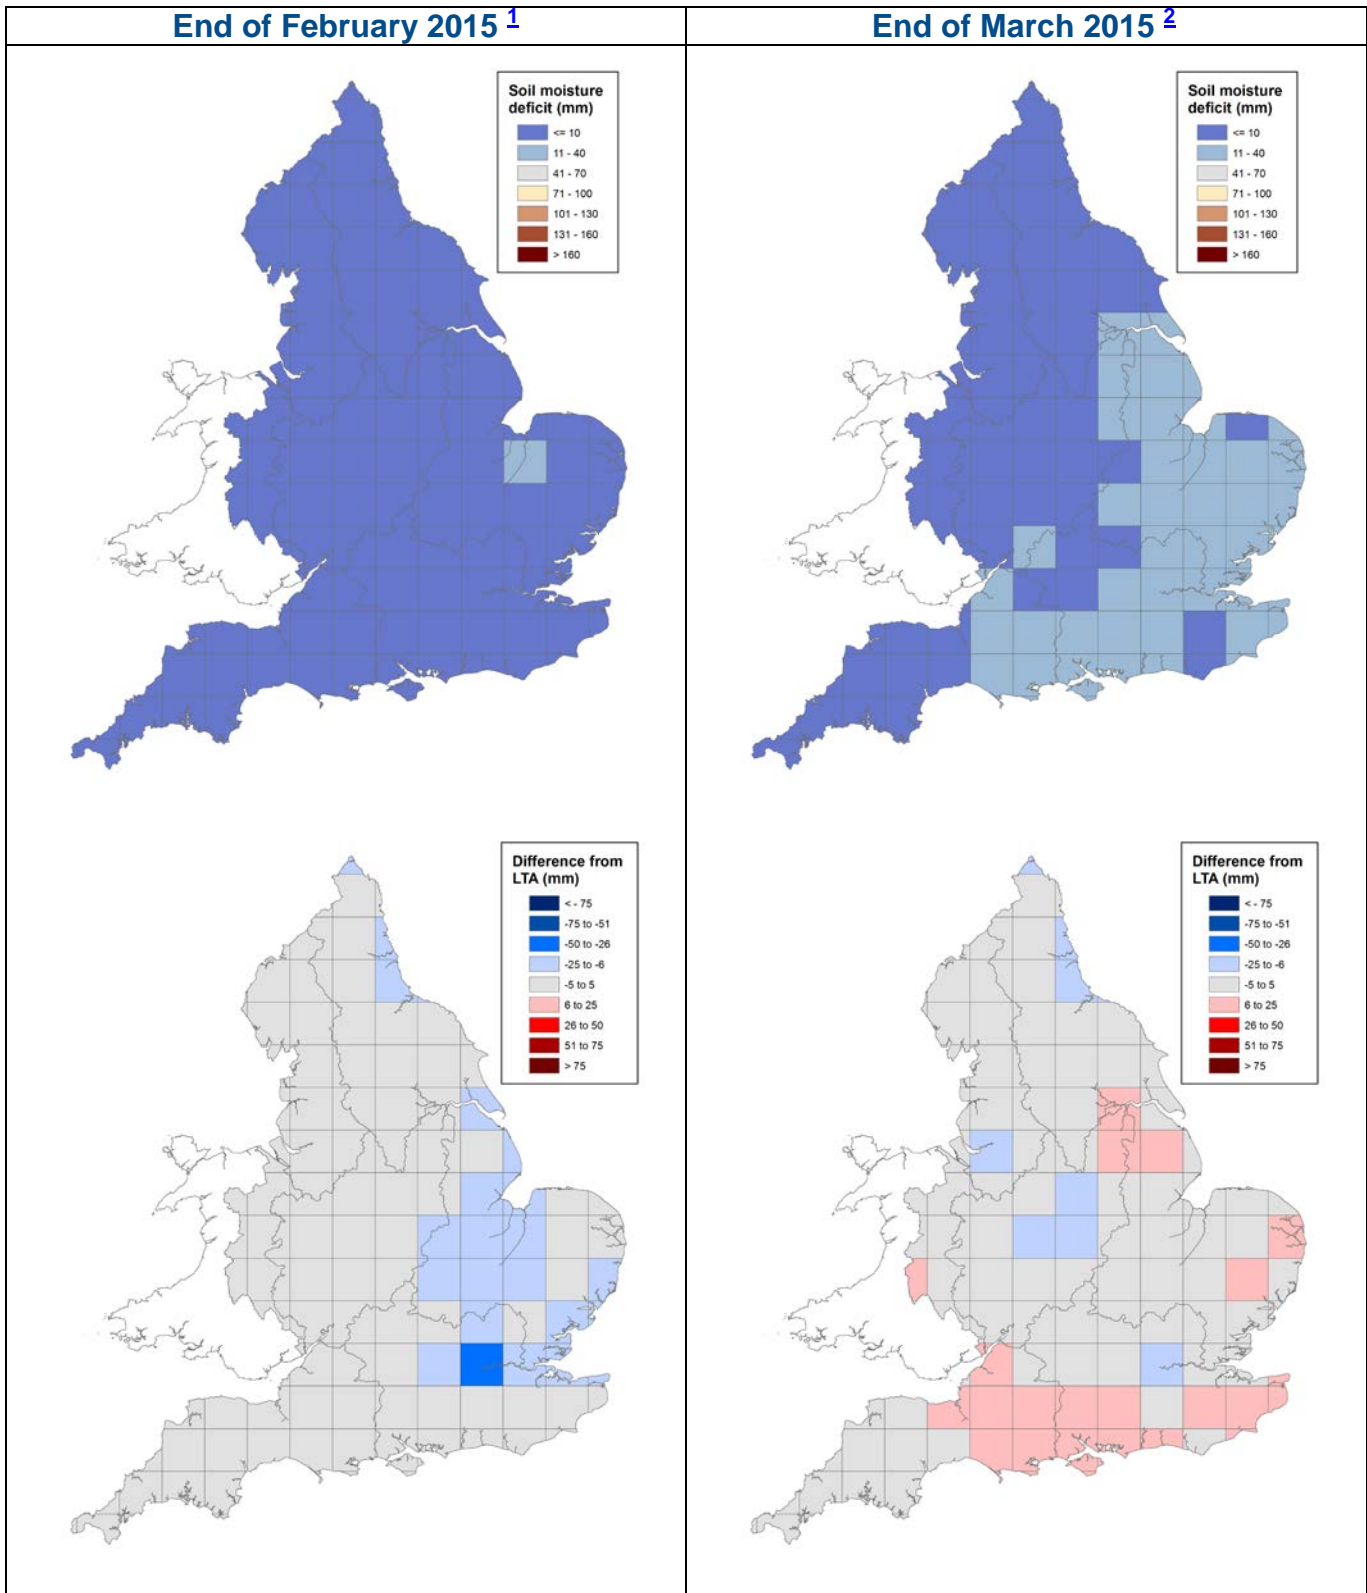 End of February 2015 1
End of March 2015 2
Soil moisture
deficit (mm)
<= 10
11 - 40
41 - 70
71 - 100
101 - 130
131 - 160
> 160
Soil moisture
deficit (mm)
<= 10
11 - 40
41 - 70
71 - 100
101 - 130
131 - 160
> 160
Difference from
LTA (mm)
< - 75
-75 to -51
-50 to -26
-25 to -6
-5 to 5
6 to 25
26 to 50
51 to 75
> 75
Difference from
LTA (mm)
< - 75
-75 to -51
-50 to -26
-25 to -6
-5 to 5
6 to 25
26 to 50
51 to 75
> 75